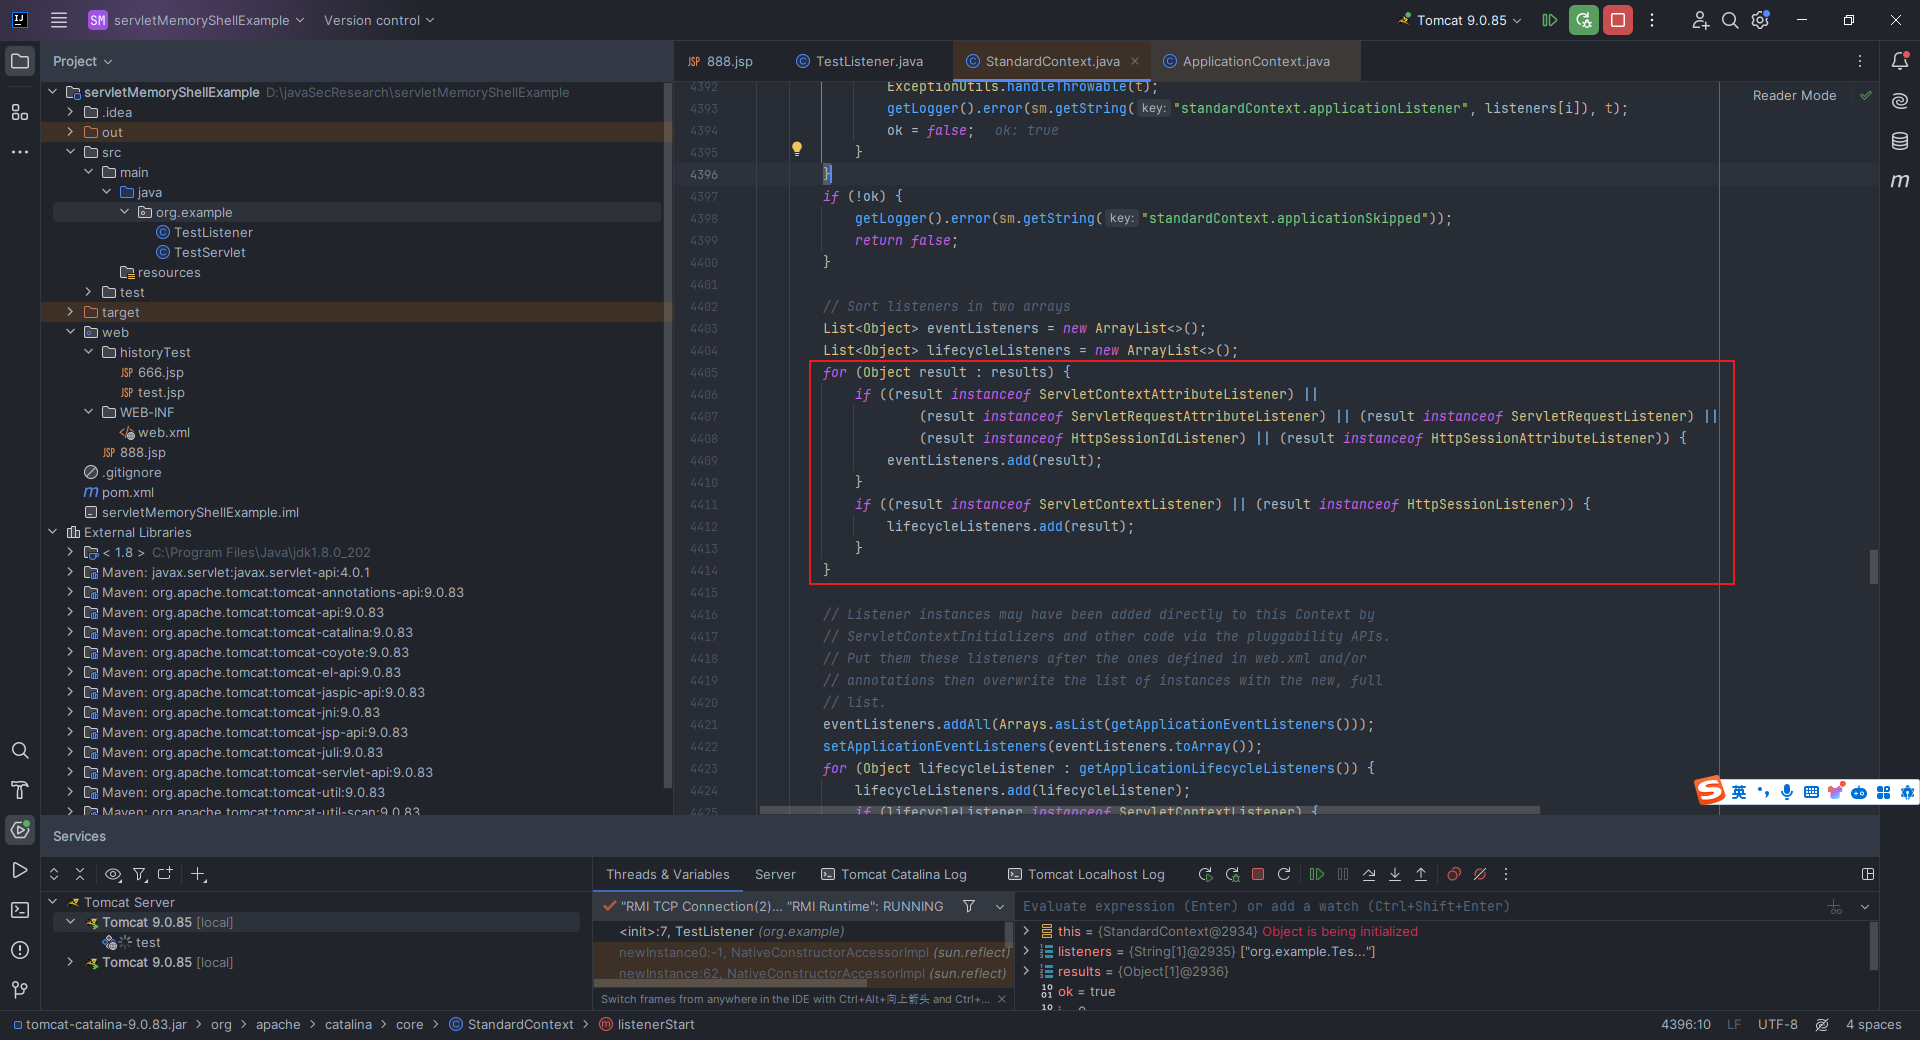 SM servletMemoryShellExample Version control
Tomcat 9.0.85
Project
888.jsp TestListener.java StandardContext.java ApplicationContext.java
servletMemoryShellExample D:\javaSecResearch\servletMemoryShellExample
.idea
out
src
main
java
org.example
TestListener
TestServlet
resources
test
target
web
historyTest
666.jsp
test.jsp
WEB-INF
web.xml
888.jsp
.gitignore
pom.xml
servletMemoryShellExample.iml
External Libraries
< 1.8 > C:\Program Files\Java\jdk1.8.0_202
Maven: javax.servlet:javax.servlet-api:4.0.1
Maven: org.apache.tomcat:tomcat-annotations-api:9.0.83
Maven: org.apache.tomcat:tomcat-api:9.0.83
Maven: org.apache.tomcat:tomcat-catalina:9.0.83
Maven: org.apache.tomcat:tomcat-coyote:9.0.83
Maven: org.apache.tomcat:tomcat-el-api:9.0.83
Maven: org.apache.tomcat:tomcat-jaspic-api:9.0.83
Maven: org.apache.tomcat:tomcat-jni:9.0.83
Maven: org.apache.tomcat:tomcat-jsp-api:9.0.83
Maven: org.apache.tomcat:tomcat-juli:9.0.83
Maven: org.apache.tomcat:tomcat-servlet-api:9.0.83
Maven: org.apache.tomcat:tomcat-util:9.0.83
Maven: org.apache.tomcat:tomcat-util-scan:9.0.83
Reader Mode
4392 ExceptionUtils.handleThrowable(t);
4393 getLogger().error(sm.getString( key: "standardContext.applicationListener", listeners[i]), t);
4394 ok = false; ok: true
4395 }
4396 }
4397 if (!ok) {
4398 getLogger().error(sm.getString( key: "standardContext.applicationSkipped"));
4399 return false;
4400 }
4401
4402 // Sort listeners in two arrays
4403 List<Object> eventListeners = new ArrayList<>();
4404 List<Object> lifecycleListeners = new ArrayList<>();
4405 for (Object result : results) {
4406 if ((result instanceof ServletContextAttributeListener) ||
4407 (result instanceof ServletRequestAttributeListener) || (result instanceof ServletRequestListener) ||
4408 (result instanceof HttpSessionIdListener) || (result instanceof HttpSessionAttributeListener)) {
4409 eventListeners.add(result);
4410 }
4411 if ((result instanceof ServletContextListener) || (result instanceof HttpSessionListener)) {
4412 lifecycleListeners.add(result);
4413 }
4414 }
4415
4416 // Listener instances may have been added directly to this Context by
4417 // ServletContextInitializers and other code via the pluggability APIs.
4418 // Put them these listeners after the ones defined in web.xml and/or
4419 // annotations then overwrite the list of instances with the new, full
4420 // list.
4421 eventListeners.addAll(Arrays.asList(getApplicationEventListeners()));
4422 setApplicationEventListeners(eventListeners.toArray());
4423 for (Object lifecycleListener : getApplicationLifecycleListeners()) {
4424 lifecycleListeners.add(lifecycleListener);
4425 if (lifecycleListener instanceof ServletContextListener) {
英
Services
Tomcat Server
Tomcat 9.0.85 [local]
test
Tomcat 9.0.85 [local]
Threads & Variables Server Tomcat Catalina Log Tomcat Localhost Log
"RMI TCP Connection(2)... "RMI Runtime": RUNNING
<init>:7, TestListener (org.example)
newInstance0:-1, NativeConstructorAccessorImpl (sun.reflect)
newInstance:62, NativeConstructorAccessorImpl (sun.reflect)
Switch frames from anywhere in the IDE with Ctrl+Alt+向上箭头 and Ctrl+...
Evaluate expression (Enter) or add a watch (Ctrl+Shift+Enter)
this = {StandardContext@2934} Object is being initialized
listeners = {String[1]@2935} ["org.example.Tes..."]
results = {Object[1]@2936}
ok = true
tomcat-catalina-9.0.83.jar > org > apache > catalina > core > StandardContext > listenerStart
4396:10 LF UTF-8 4 spaces